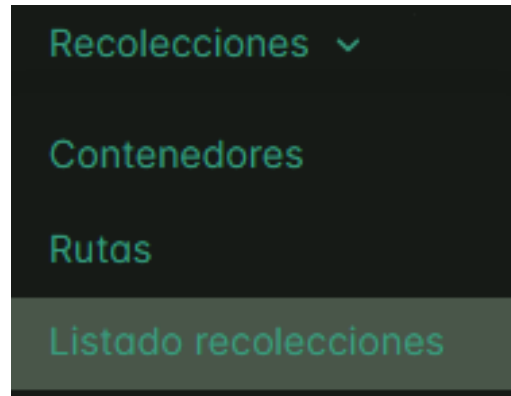 Recolecciones
Contenedores
Rutas
Listado recolecciones